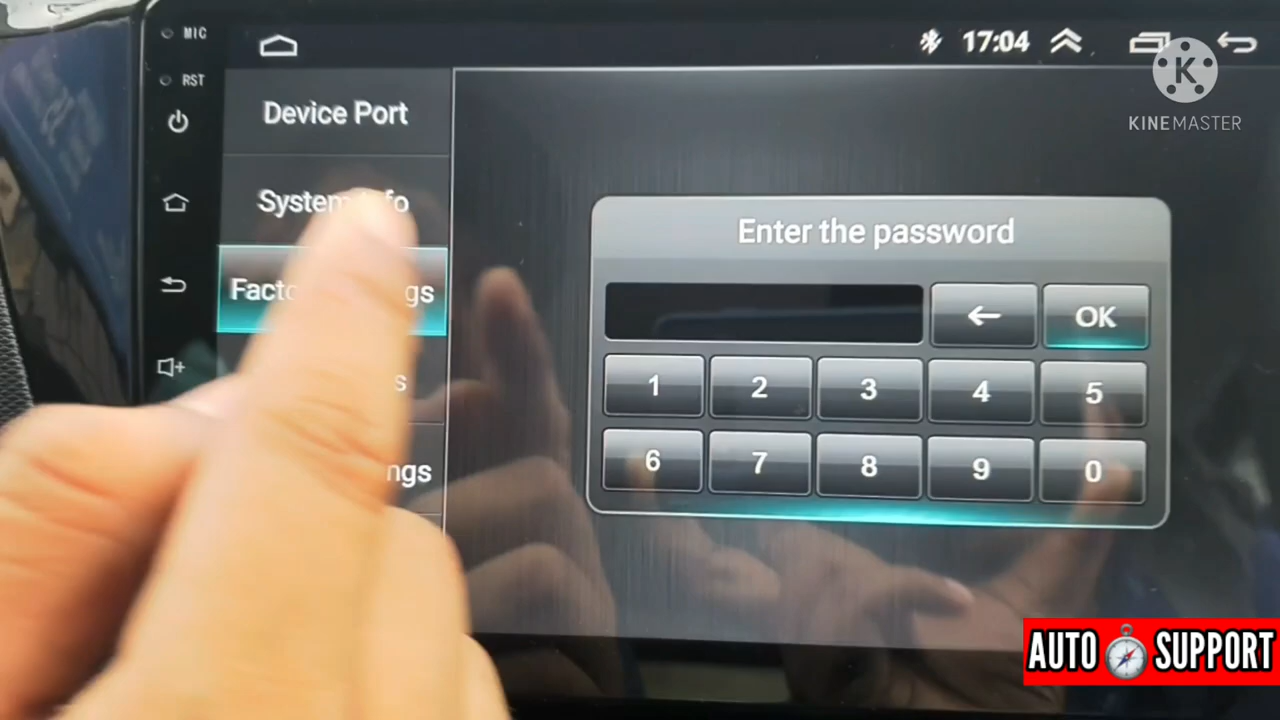 MIC
RST
17:04
Device Port
System
Enter the password
← OK
1 2 3 4 5
6 7 8 9 0
K
KINEMASTER
AUTO SUPPORT